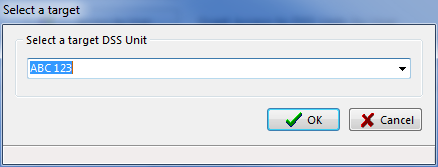 Select a target
Select a target DSS Unit
ABC 123
OK Cancel